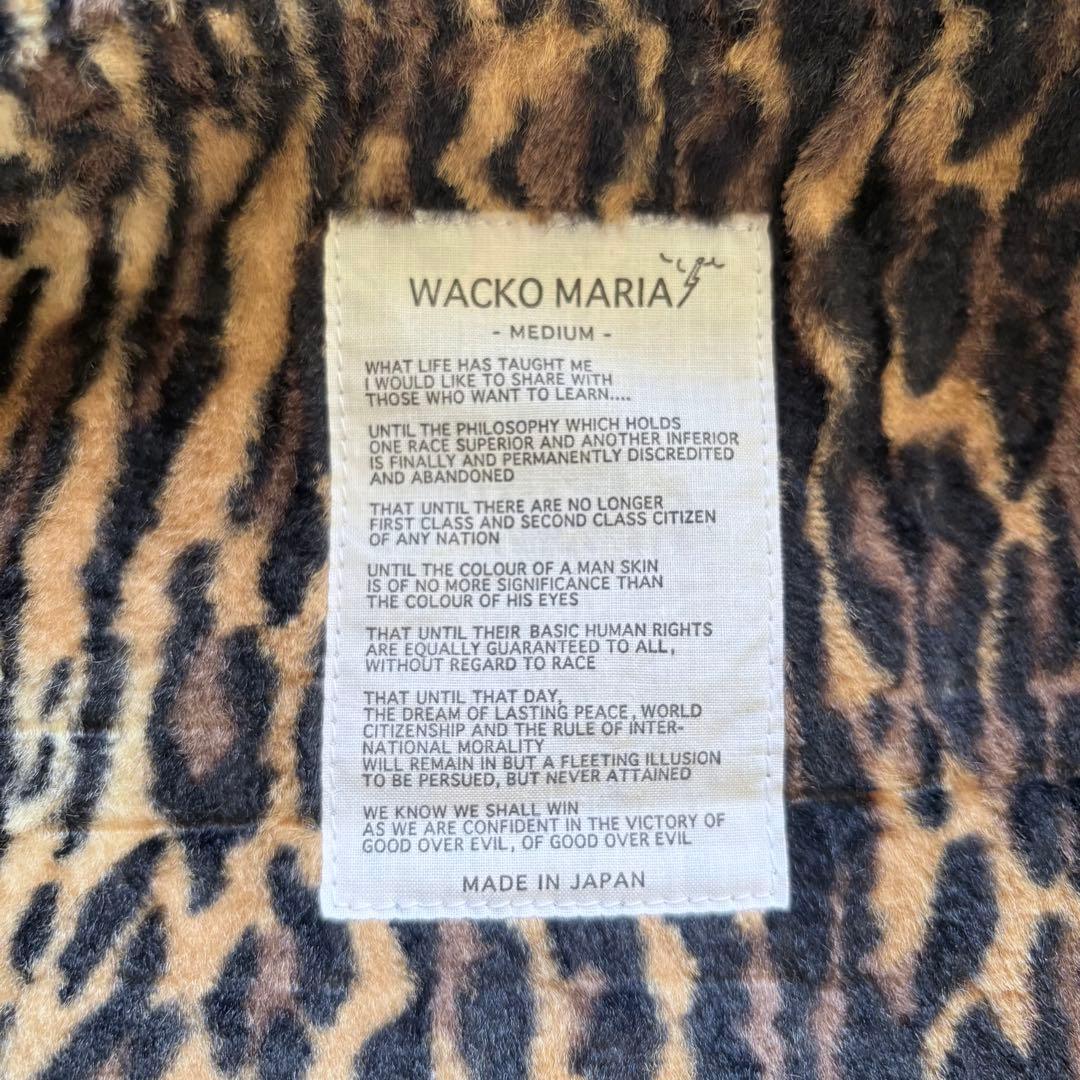 WACKO MARIA
- MEDIUM -
WHAT LIFE HAS TAUGHT ME
I WOULD LIKE TO SHARE WITH
THOSE WHO WANT TO LEARN....
UNTIL THE PHILOSOPHY WHICH HOLDS
ONE RACE SUPERIOR AND ANOTHER INFERIOR
IS FINALLY AND PERMANENTLY DISCREDITED
AND ABANDONED
THAT UNTIL THERE ARE NO LONGER
FIRST CLASS AND SECOND CLASS CITIZEN
OF ANY NATION
UNTIL THE COLOUR OF A MAN SKIN
IS OF NO MORE SIGNIFICANCE THAN
THE COLOUR OF HIS EYES
THAT UNTIL THEIR BASIC HUMAN RIGHTS
ARE EQUALLY GUARANTEED TO ALL,
WITHOUT REGARD TO RACE
THAT UNTIL THAT DAY,
THE DREAM OF LASTING PEACE, WORLD
CITIZENSHIP AND THE RULE OF INTER-
NATIONAL MORALITY
WILL REMAIN IN BUT A FLEETING ILLUSION
TO BE PERSUED, BUT NEVER ATTAINED
WE KNOW WE SHALL WIN
AS WE ARE CONFIDENT IN THE VICTORY OF
GOOD OVER EVIL, OF GOOD OVER EVIL
MADE IN JAPAN